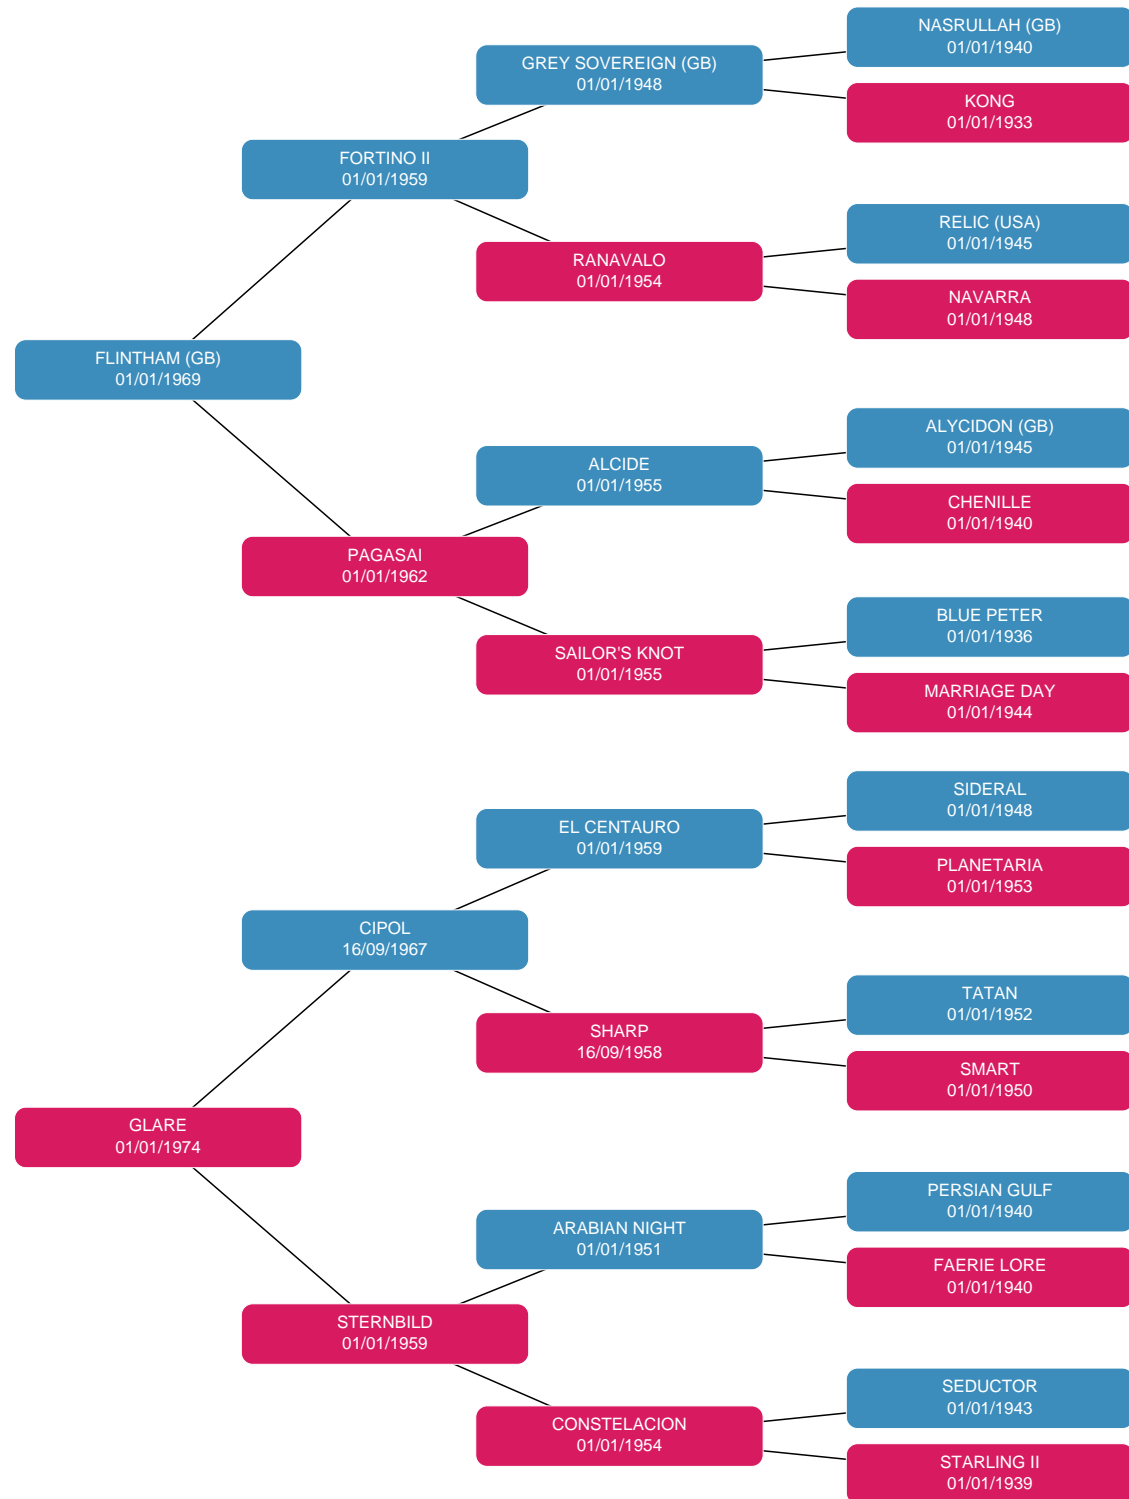 NASRULLAH (GB)
01/01/1940
GREY SOVEREIGN (GB)
01/01/1948
KONG
01/01/1933
FORTINO II
01/01/1959
RELIC (USA)
01/01/1945
RANAVALO
01/01/1954
NAVARRA
01/01/1948
FLINTHAM (GB)
01/01/1969
ALYCIDON (GB)
01/01/1945
ALCIDE
01/01/1955
CHENILLE
01/01/1940
PAGASAI
01/01/1962
BLUE PETER
01/01/1936
SAILOR'S KNOT
01/01/1955
MARRIAGE DAY
01/01/1944
SIDERAL
01/01/1948
EL CENTAURO
01/01/1959
PLANETARIA
01/01/1953
CIPOL
16/09/1967
TATAN
01/01/1952
SHARP
16/09/1958
SMART
01/01/1950
GLARE
01/01/1974
PERSIAN GULF
01/01/1940
ARABIAN NIGHT
01/01/1951
FAERIE LORE
01/01/1940
STERNBILD
01/01/1959
SEDUCTOR
01/01/1943
CONSTELACION
01/01/1954
STARLING II
01/01/1939